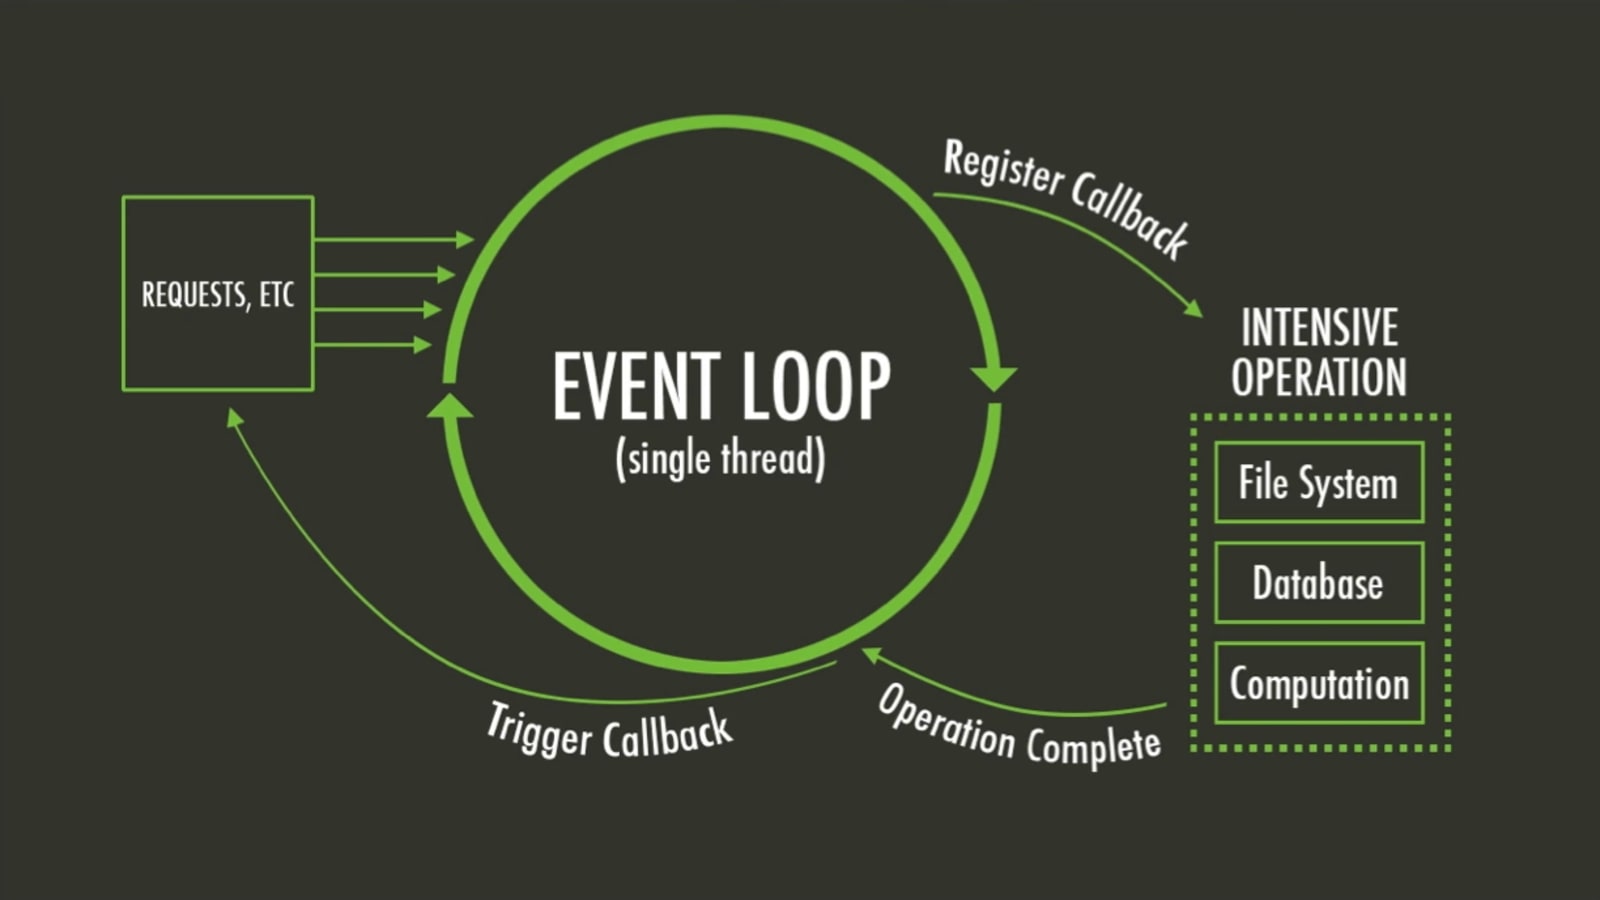 Register Callback
REQUESTS, ETC
EVENT LOOP
(single thread)
INTENSIVE
OPERATION
File System
Database
Computation
Operation Complete
Trigger Callback